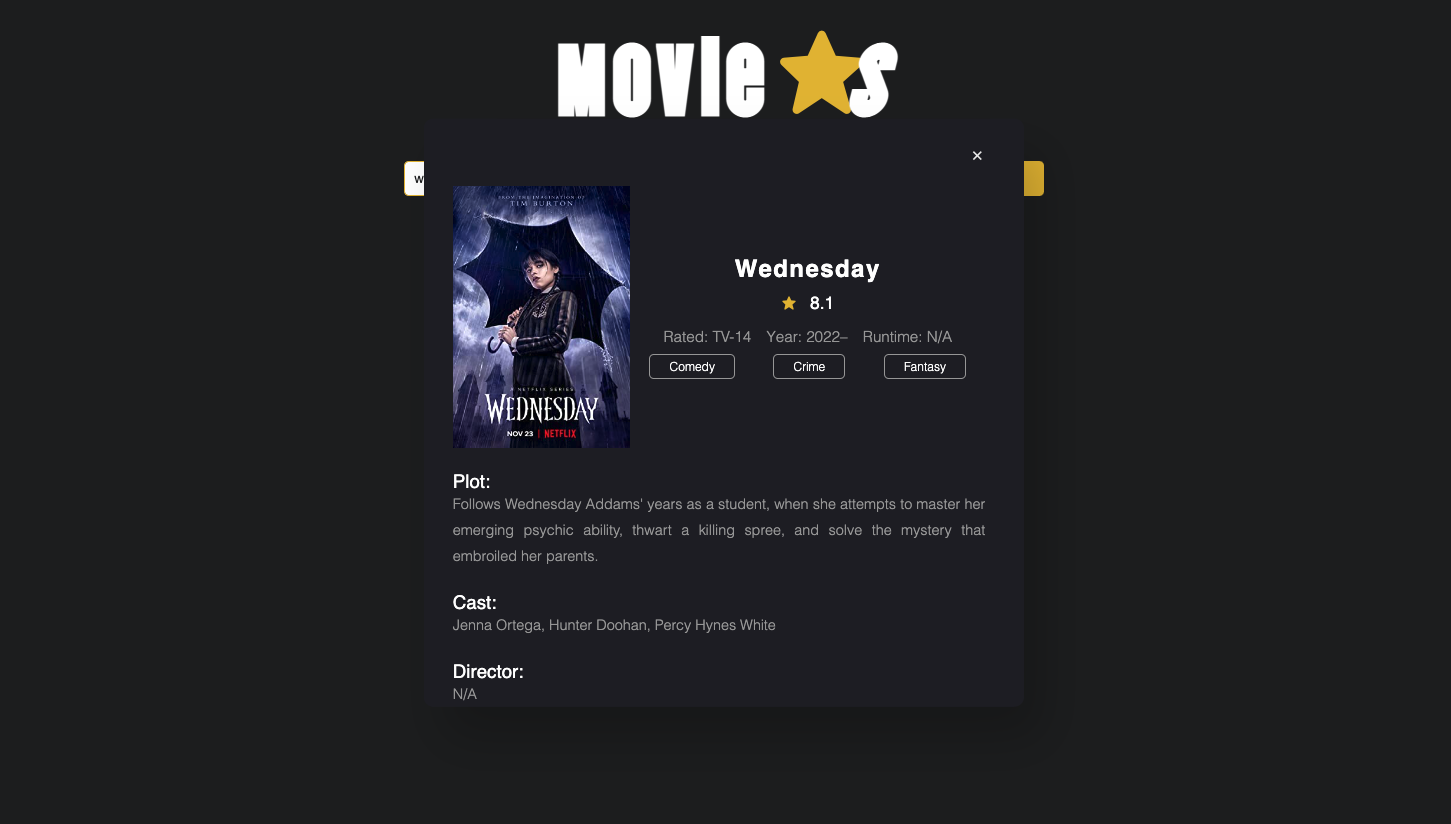 MOVIE ★S
✕
W
FROM THE IMAGINATION OF
TIM BURTON
A NETFLIX SERIES
WEDNESDAY
NOV 23 | NETFLIX
Wednesday
★ 8.1
Rated: TV-14 Year: 2022– Runtime: N/A
Comedy Crime Fantasy
Plot:
Follows Wednesday Addams' years as a student, when she attempts to master her
emerging psychic ability, thwart a killing spree, and solve the mystery that
embroiled her parents.
Cast:
Jenna Ortega, Hunter Doohan, Percy Hynes White
Director:
N/A